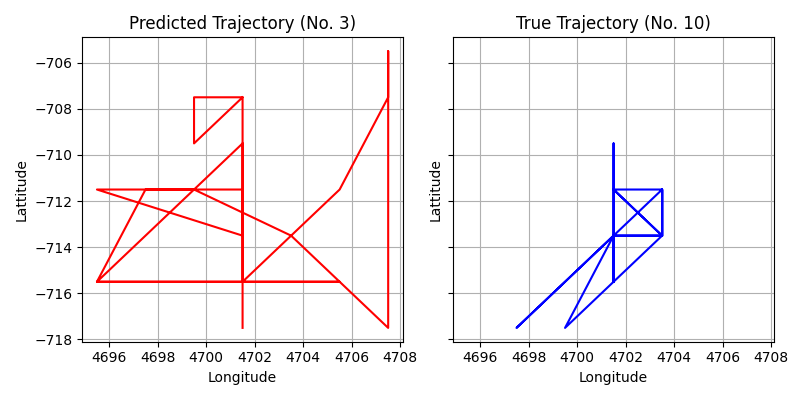 Predicted Trajectory (No. 3)
True Trajectory (No. 10)
Lattitude
−706
−708
−710
−712
−714
−716
−718
4696 4698 4700 4702 4704 4706 4708
Longitude
Lattitude
4696 4698 4700 4702 4704 4706 4708
Longitude